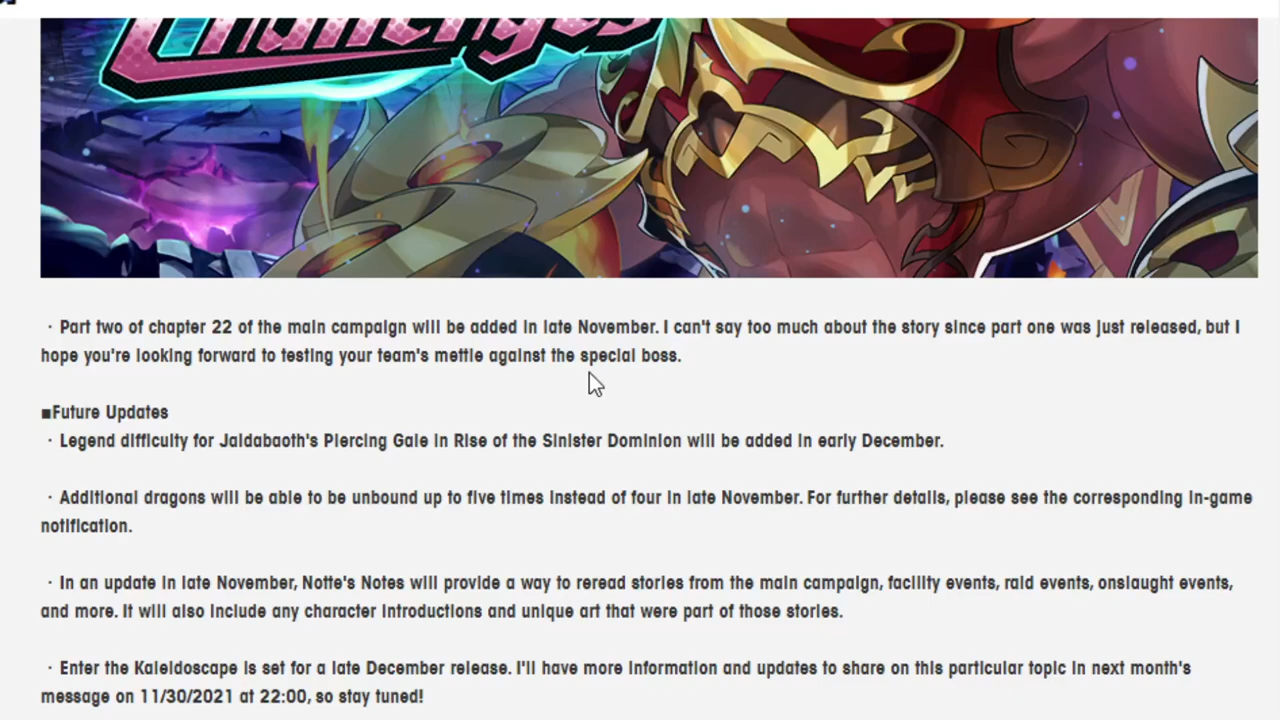 Challenges
· Part two of chapter 22 of the main campaign will be added in late November. I can't say too much about the story since part one was just released, but I
hope you're looking forward to testing your team's mettle against the special boss.
■Future Updates
· Legend difficulty for Jaldabaoth's Piercing Gale in Rise of the Sinister Dominion will be added in early December.
· Additional dragons will be able to be unbound up to five times instead of four in late November. For further details, please see the corresponding in-game
notification.
· In an update in late November, Notte's Notes will provide a way to reread stories from the main campaign, facility events, raid events, onslaught events,
and more. It will also include any character introductions and unique art that were part of those stories.
· Enter the Kaleidoscape is set for a late December release. I'll have more information and updates to share on this particular topic in next month's
message on 11/30/2021 at 22:00, so stay tuned!